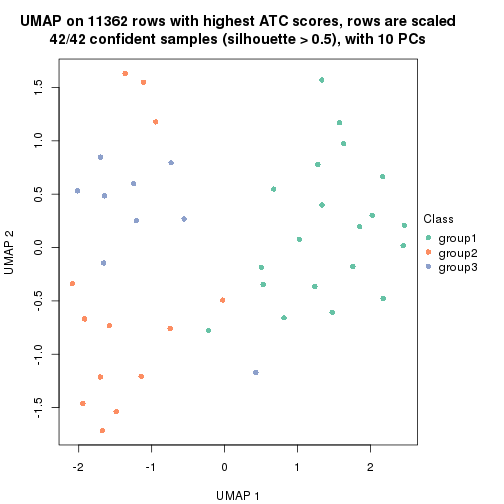 UMAP on 11362 rows with highest ATC scores, rows are scaled
42/42 confident samples (silhouette > 0.5), with 10 PCs
1.5
1.0
0.5
0.0
-0.5
-1.0
-1.5
UMAP 2
Class
group1
group2
group3
-2
-1
0
1
2
UMAP 1